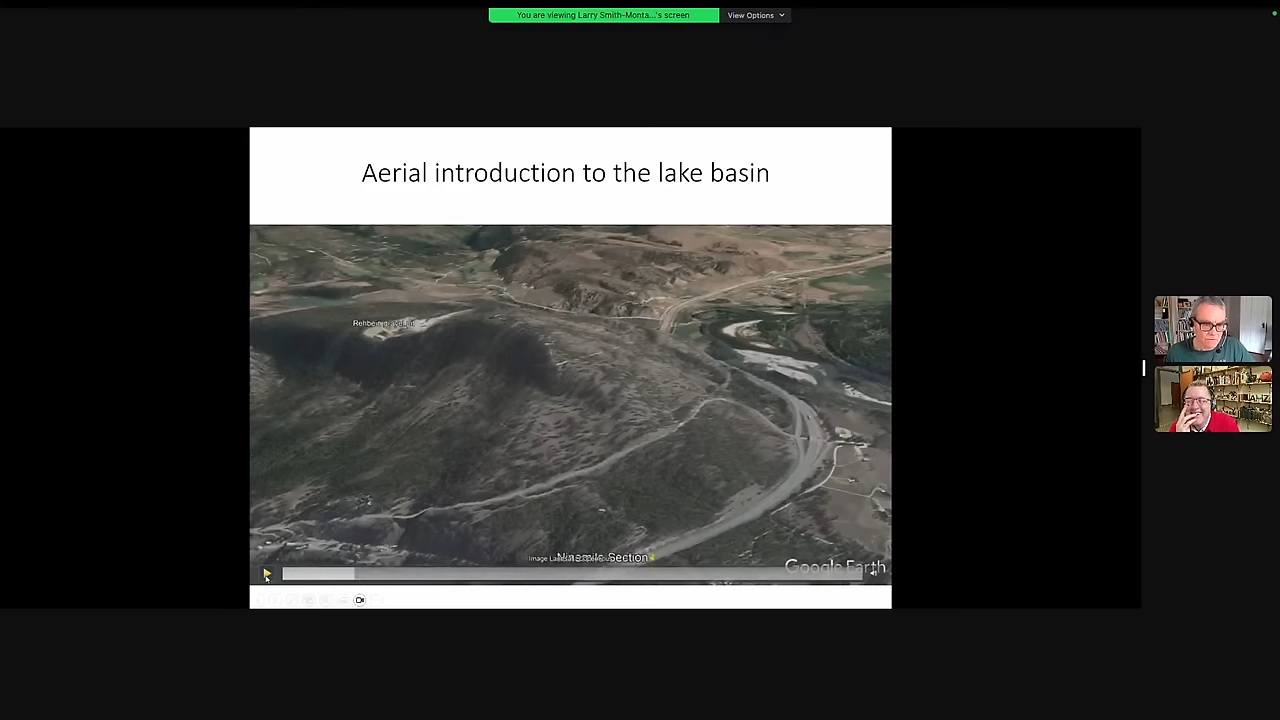 You are viewing Larry Smith-Monta...'s screen
View Options
Aerial introduction to the lake basin
Rehbein gravel pit
Ninemile Section
Google Earth